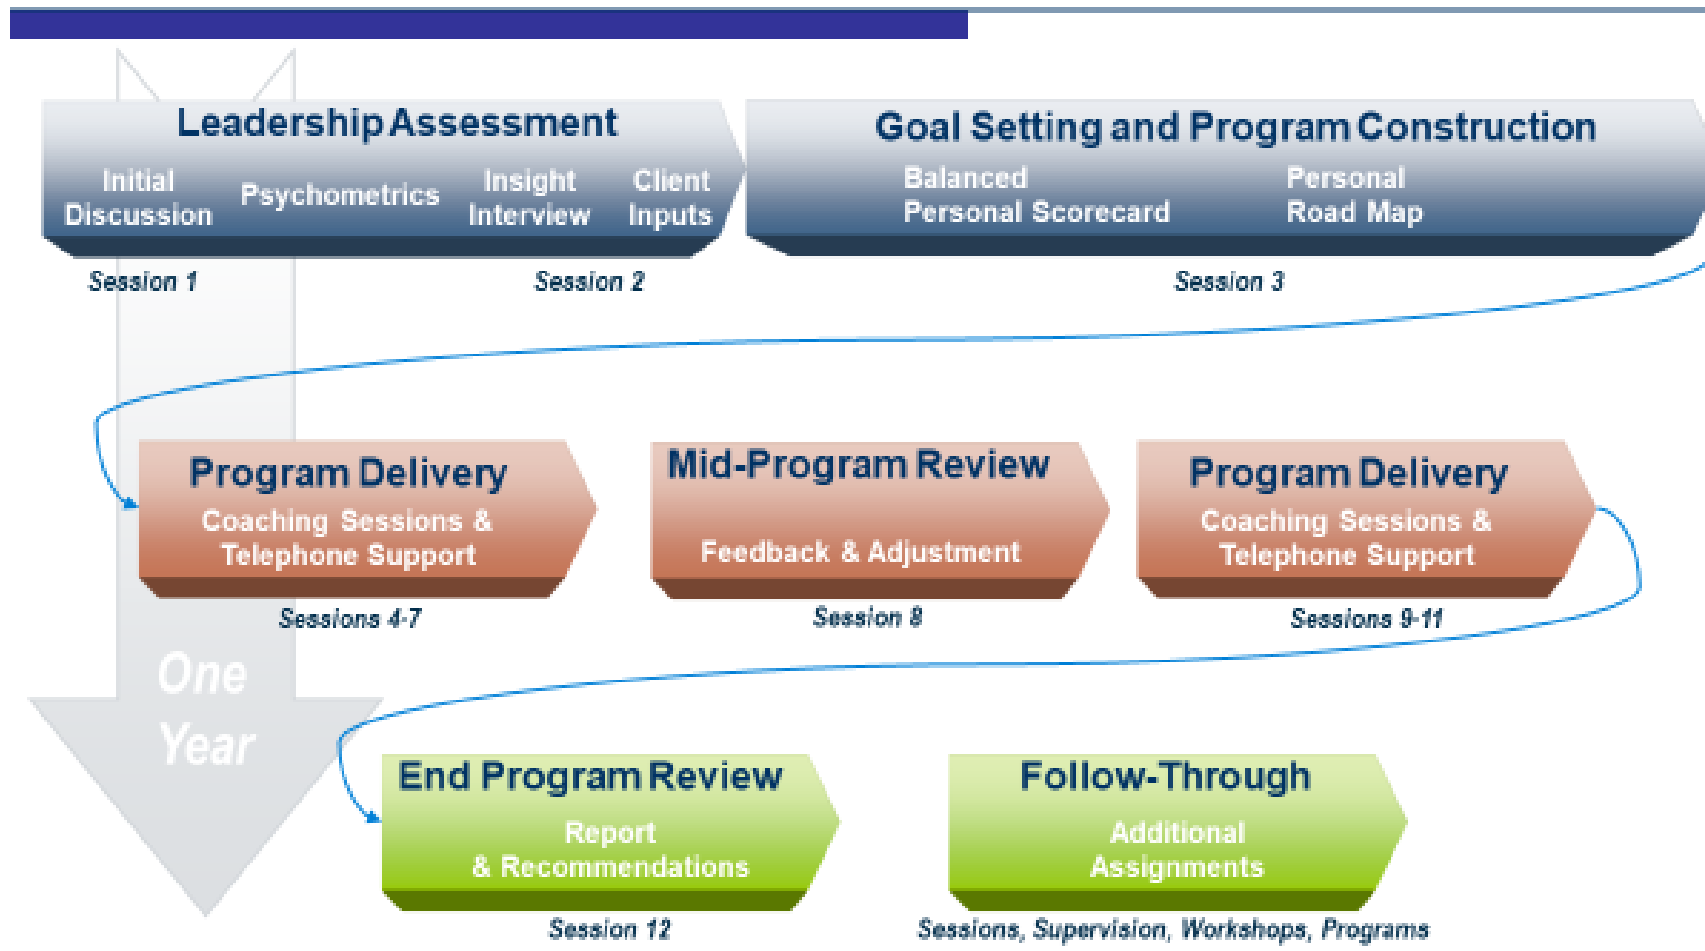 Leadership Assessment
Initial
Discussion
Psychometrics
Insight
Interview
Client
Inputs
Session 1
Session 2
Goal Setting and Program Construction
Balanced
Personal Scorecard
Personal
Road Map
Session 3
Program Delivery
Coaching Sessions &
Telephone Support
Sessions 4-7
Mid-Program Review
Feedback & Adjustment
Session 8
Program Delivery
Coaching Sessions &
Telephone Support
Sessions 9-11
One
Year
End Program Review
Report
& Recommendations
Session 12
Follow-Through
Additional
Assignments
Sessions, Supervision, Workshops, Programs